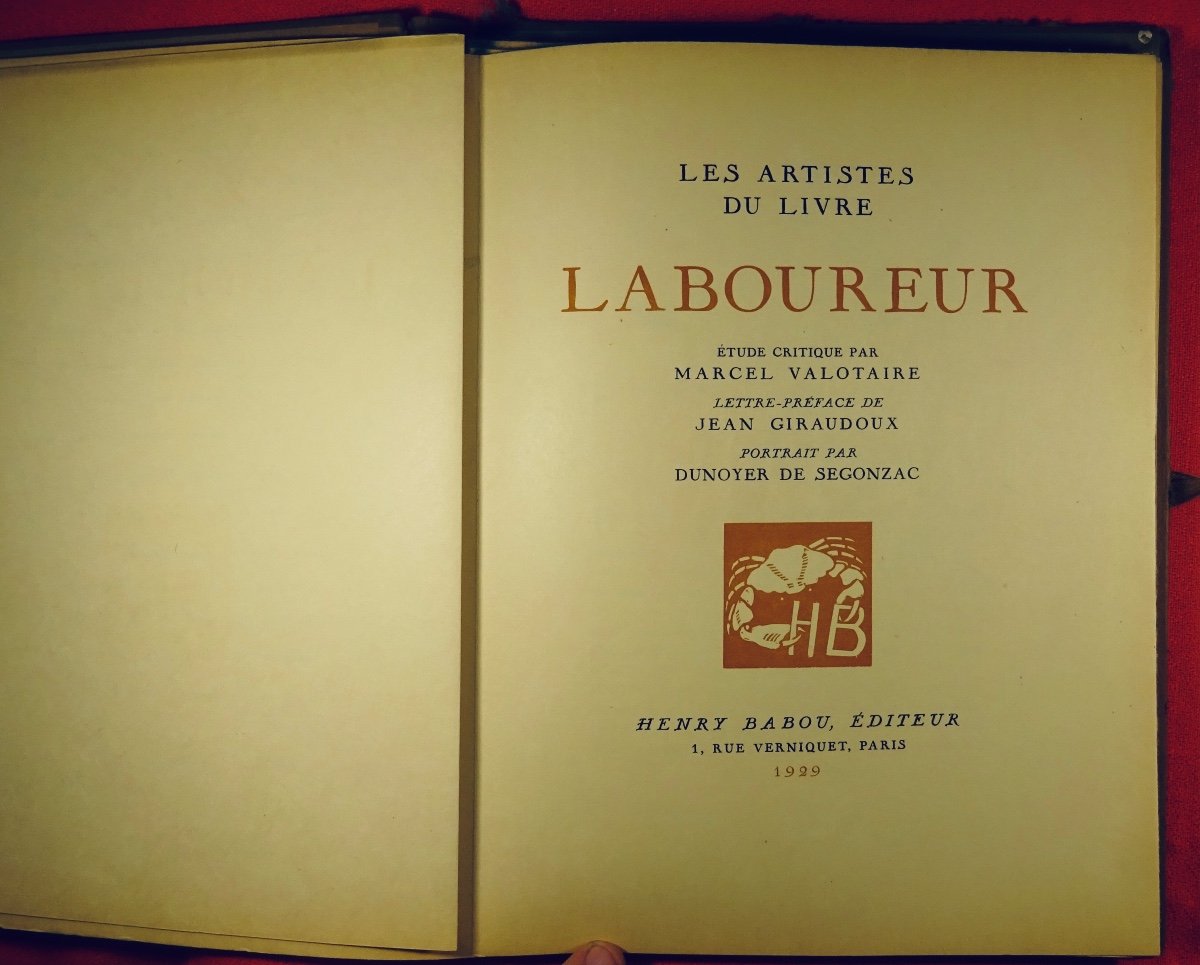 LES ARTISTES
DU LIVRE
LABOUREUR
ÉTUDE CRITIQUE PAR
MARCEL VALOTAIRE
LETTRE-PRÉFACE DE
JEAN GIRAUDOUX
PORTRAIT PAR
DUNOYER DE SEGONZAC
HB
HENRY BABOU, ÉDITEUR
1, RUE VERNIQUET, PARIS
1929